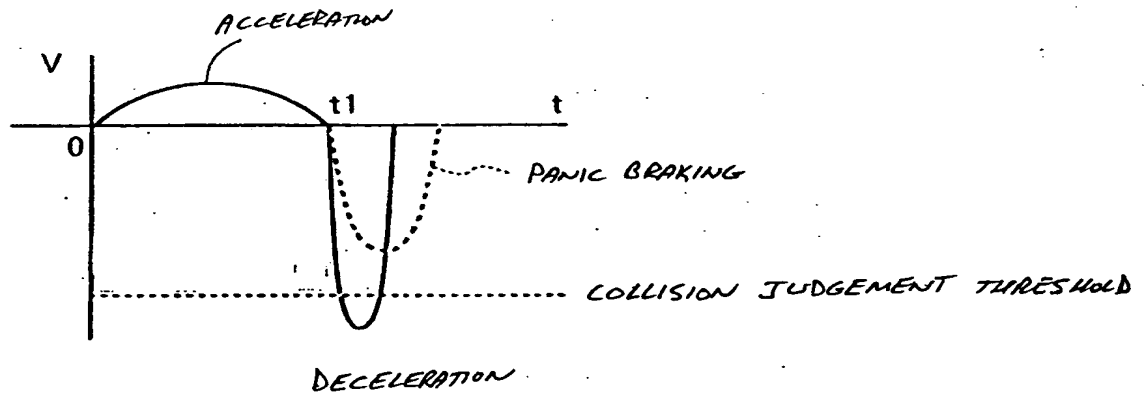 ACCELERATION
V
t1
t
0
PANIC BRAKING
COLLISION JUDGEMENT THRESHOLD
DECELERATION